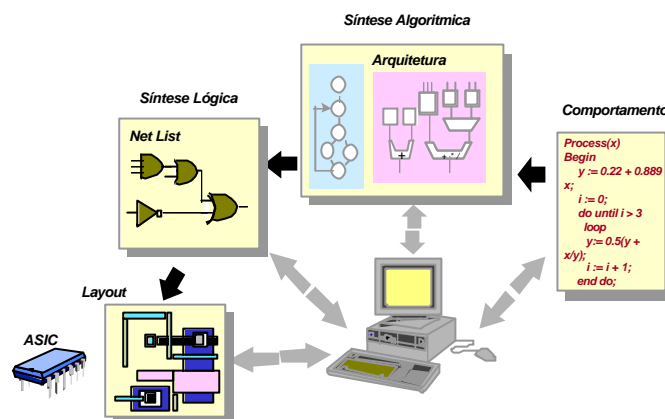 Síntese Algoritmica
Arquitetura
Síntese Lógica
Net List
Comportamento
Process(x)
Begin
y := 0.22 + 0.889
x;
i := 0;
do until i > 3
loop
y:= 0.5(y +
x/y);
i := i + 1;
end do;
Layout
ASIC